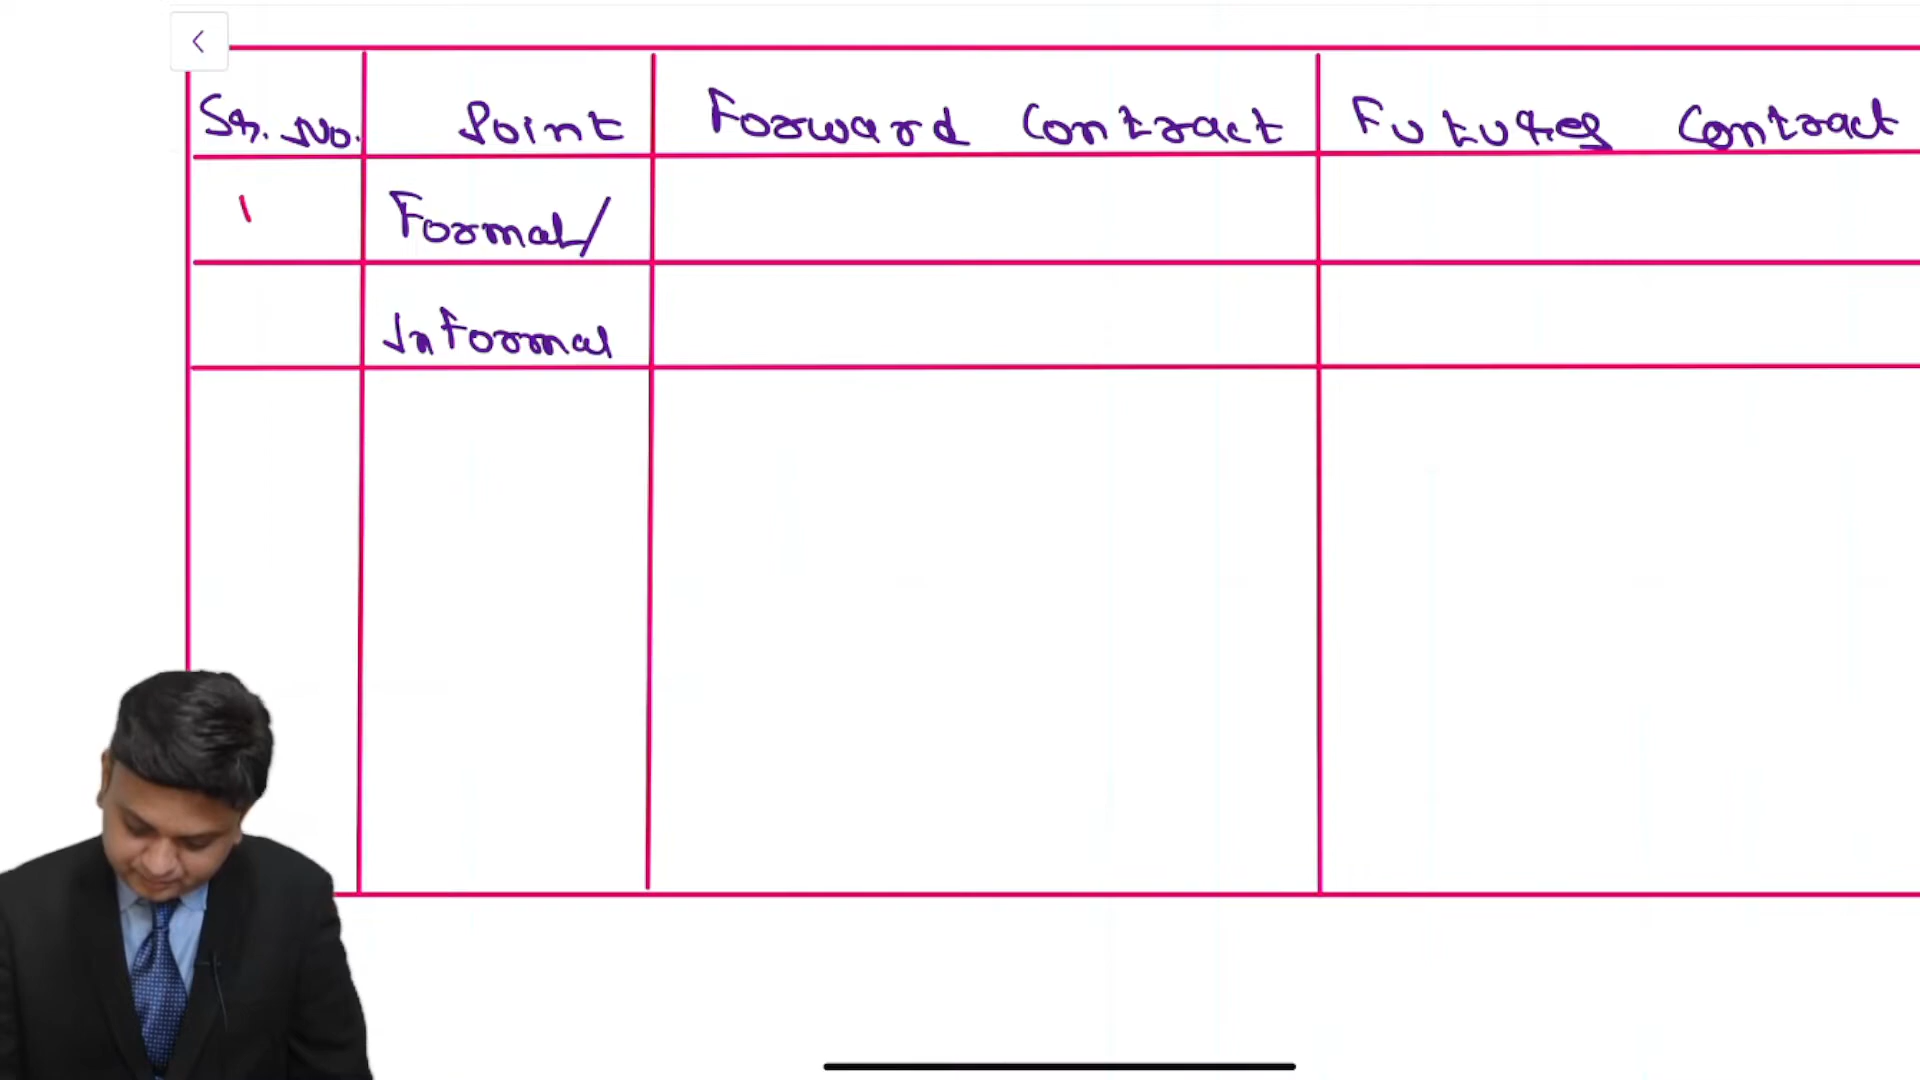 Sr. No. Point Forward Contract Futures Contract
1 Formal/
Informal